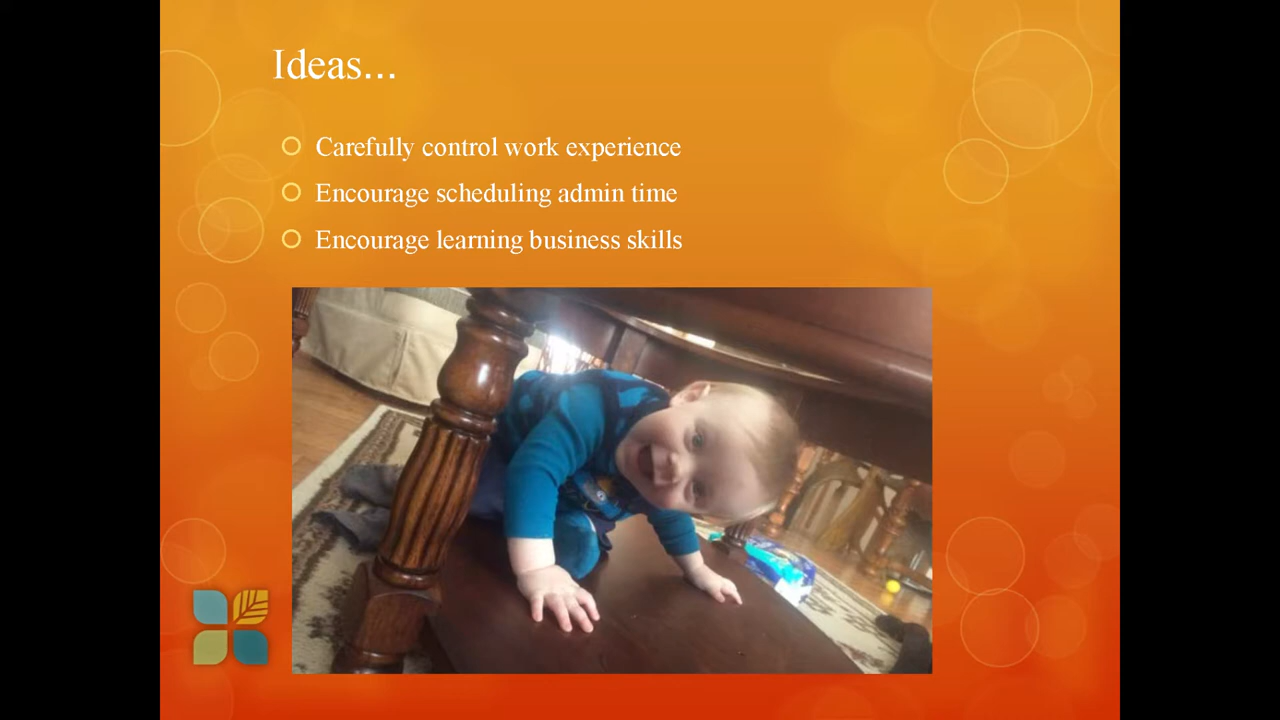 Ideas...
Carefully control work experience
Encourage scheduling admin time
Encourage learning business skills